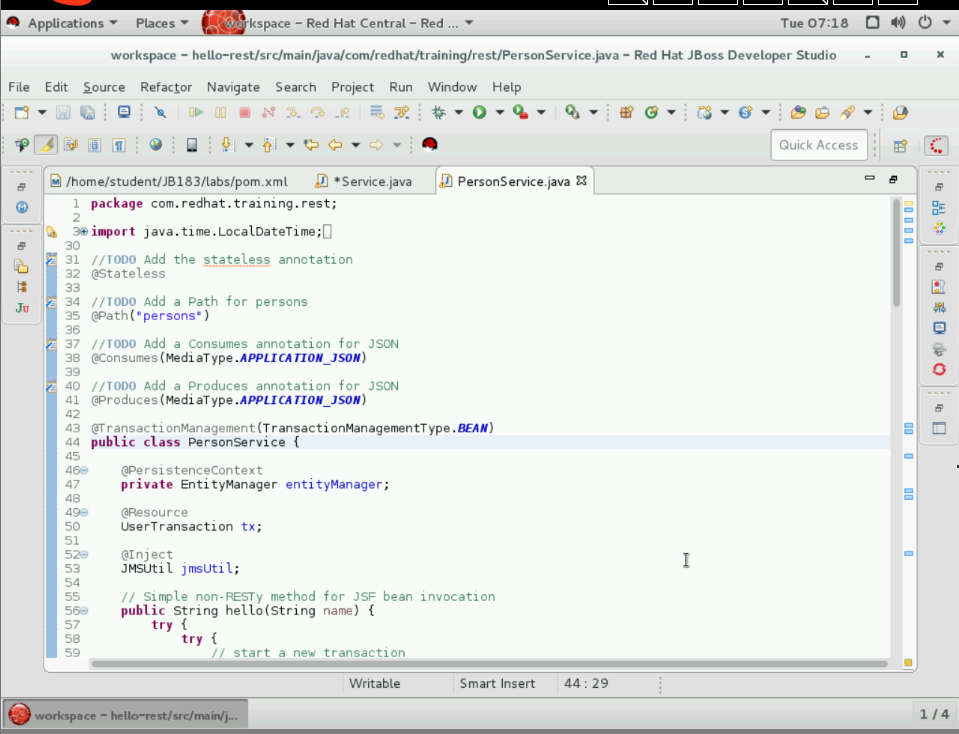 Applications Places workspace – Red Hat Central – Red ... Tue 07:18
workspace – hello-rest/src/main/java/com/redhat/training/rest/PersonService.java – Red Hat JBoss Developer Studio
File Edit Source Refactor Navigate Search Project Run Window Help
Quick Access
/home/student/JB183/labs/pom.xml *Service.java PersonService.java
1 package com.redhat.training.rest;
2
3 import java.time.LocalDateTime;
30
31 //TODO Add the stateless annotation
32 @Stateless
33
34 //TODO Add a Path for persons
35 @Path("persons")
36
37 //TODO Add a Consumes annotation for JSON
38 @Consumes(MediaType.APPLICATION_JSON)
39
40 //TODO Add a Produces annotation for JSON
41 @Produces(MediaType.APPLICATION_JSON)
42
43 @TransactionManagement(TransactionManagementType.BEAN)
44 public class PersonService {
45
46 @PersistenceContext
47 private EntityManager entityManager;
48
49 @Resource
50 UserTransaction tx;
51
52 @Inject
53 JMSUtil jmsUtil;
54
55 // Simple non-RESTy method for JSF bean invocation
56 public String hello(String name) {
57 try {
58 try {
59 // start a new transaction
Ju
Writable Smart Insert 44 : 29
workspace – hello-rest/src/main/j... 1 / 4